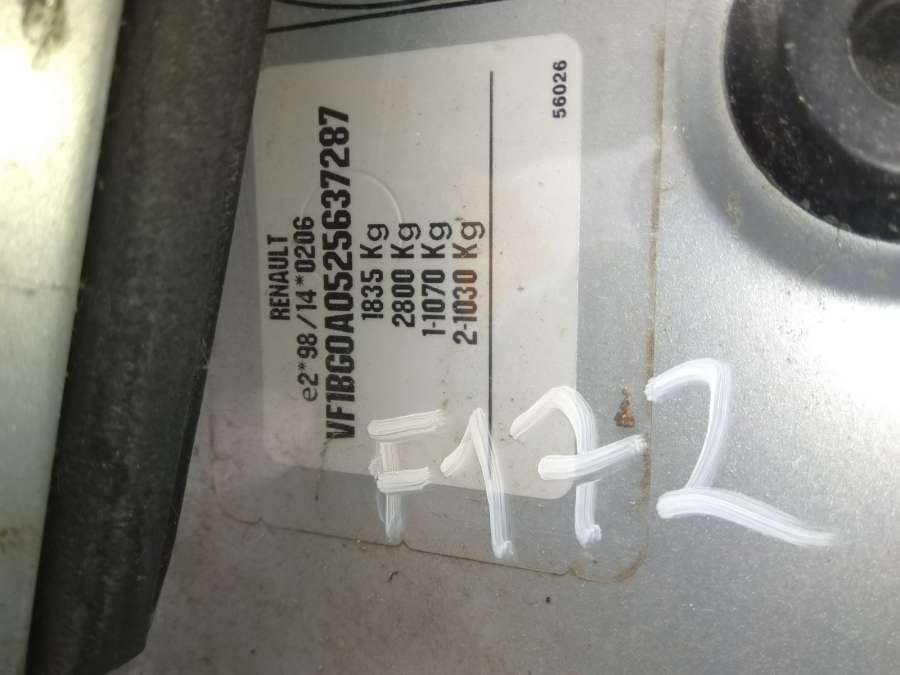 RENAULT
e2*98/14*0206
VF1BG0A0525637287
1835 Kg
2800 Kg
1-1070 Kg
2-1030 Kg
56026
F172